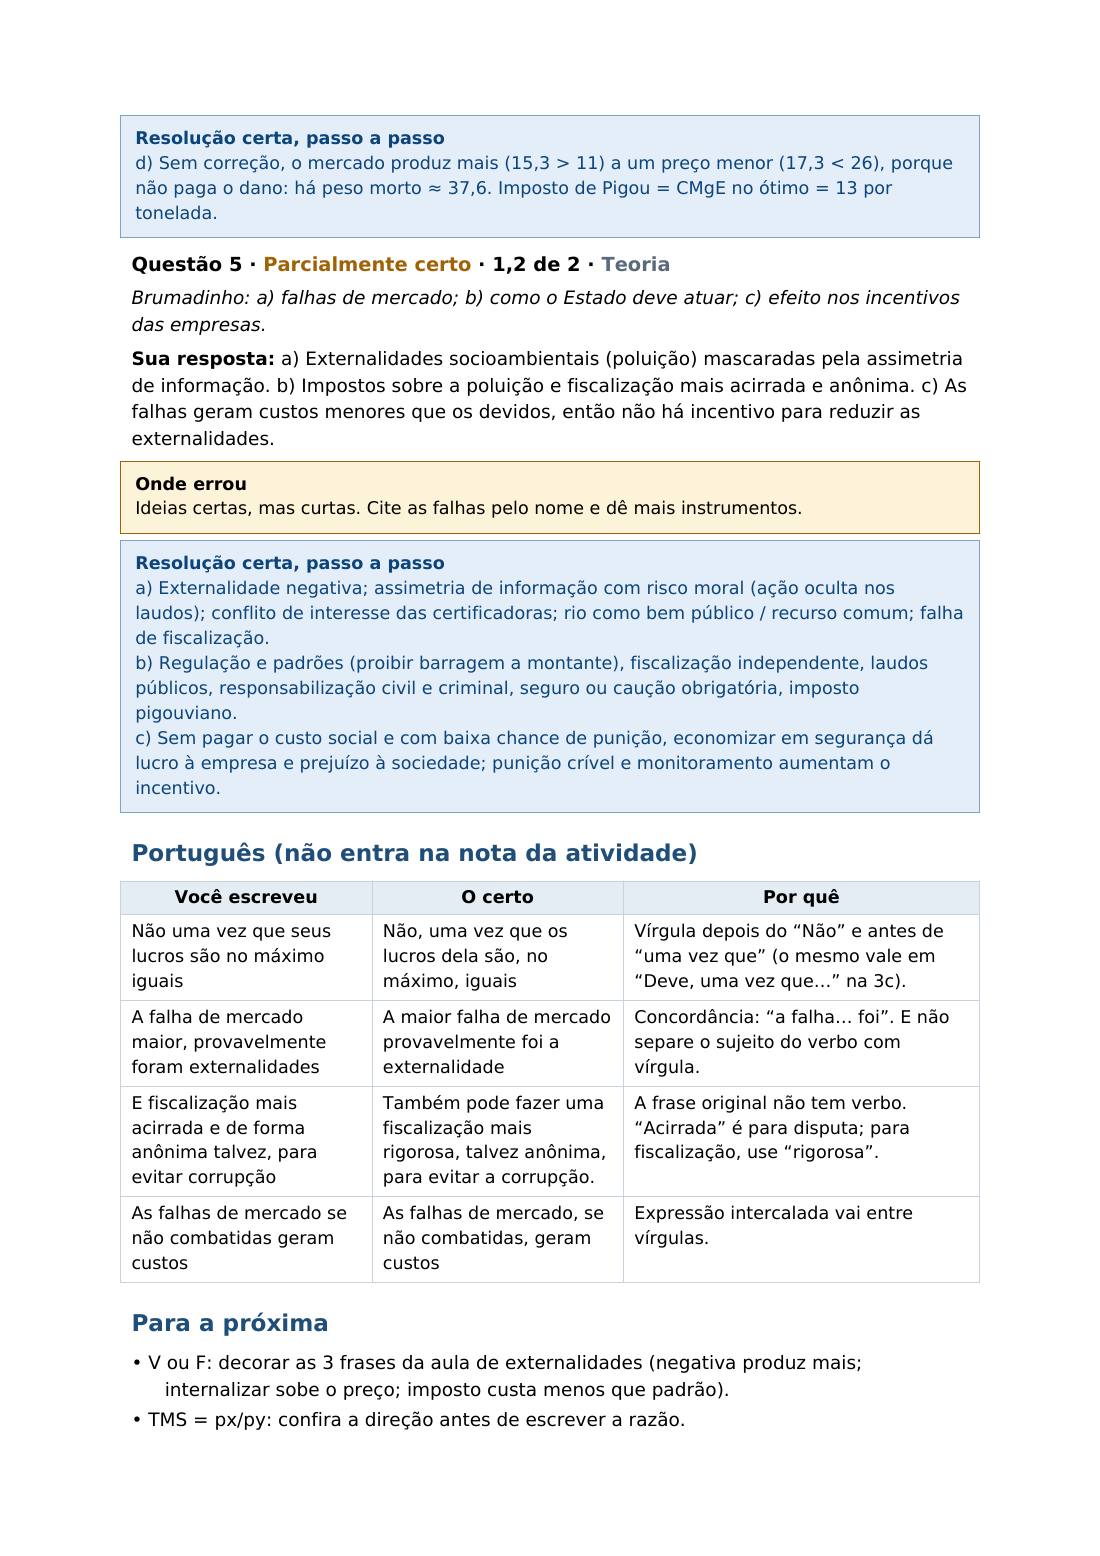 Resolução certa, passo a passo
d) Sem correção, o mercado produz mais (15,3 > 11) a um preço menor (17,3 < 26), porque
não paga o dano: há peso morto ≈ 37,6. Imposto de Pigou = CMgE no ótimo = 13 por
tonelada.
Questão 5 · Parcialmente certo · 1,2 de 2 · Teoria
Brumadinho: a) falhas de mercado; b) como o Estado deve atuar; c) efeito nos incentivos
das empresas.
Sua resposta: a) Externalidades socioambientais (poluição) mascaradas pela assimetria
de informação. b) Impostos sobre a poluição e fiscalização mais acirrada e anônima. c) As
falhas geram custos menores que os devidos, então não há incentivo para reduzir as
externalidades.
Onde errou
Ideias certas, mas curtas. Cite as falhas pelo nome e dê mais instrumentos.
Resolução certa, passo a passo
a) Externalidade negativa; assimetria de informação com risco moral (ação oculta nos
laudos); conflito de interesse das certificadoras; rio como bem público / recurso comum; falha
de fiscalização.
b) Regulação e padrões (proibir barragem a montante), fiscalização independente, laudos
públicos, responsabilização civil e criminal, seguro ou caução obrigatória, imposto
pigouviano.
c) Sem pagar o custo social e com baixa chance de punição, economizar em segurança dá
lucro à empresa e prejuízo à sociedade; punição crível e monitoramento aumentam o
incentivo.
Português (não entra na nota da atividade)
Você escreveu
O certo
Por quê
Não uma vez que seus
lucros são no máximo
iguais
Não, uma vez que os
lucros dela são, no
máximo, iguais
Vírgula depois do “Não” e antes de
“uma vez que” (o mesmo vale em
“Deve, uma vez que…” na 3c).
A falha de mercado
maior, provavelmente
foram externalidades
A maior falha de mercado
provavelmente foi a
externalidade
Concordância: “a falha… foi”. E não
separe o sujeito do verbo com
vírgula.
E fiscalização mais
acirrada e de forma
anônima talvez, para
evitar corrupção
Também pode fazer uma
fiscalização mais
rigorosa, talvez anônima,
para evitar a corrupção.
A frase original não tem verbo.
“Acirrada” é para disputa; para
fiscalização, use “rigorosa”.
As falhas de mercado se
não combatidas geram
custos
As falhas de mercado, se
não combatidas, geram
custos
Expressão intercalada vai entre
vírgulas.
Para a próxima
• V ou F: decorar as 3 frases da aula de externalidades (negativa produz mais;
internalizar sobe o preço; imposto custa menos que padrão).
• TMS = px/py: confira a direção antes de escrever a razão.